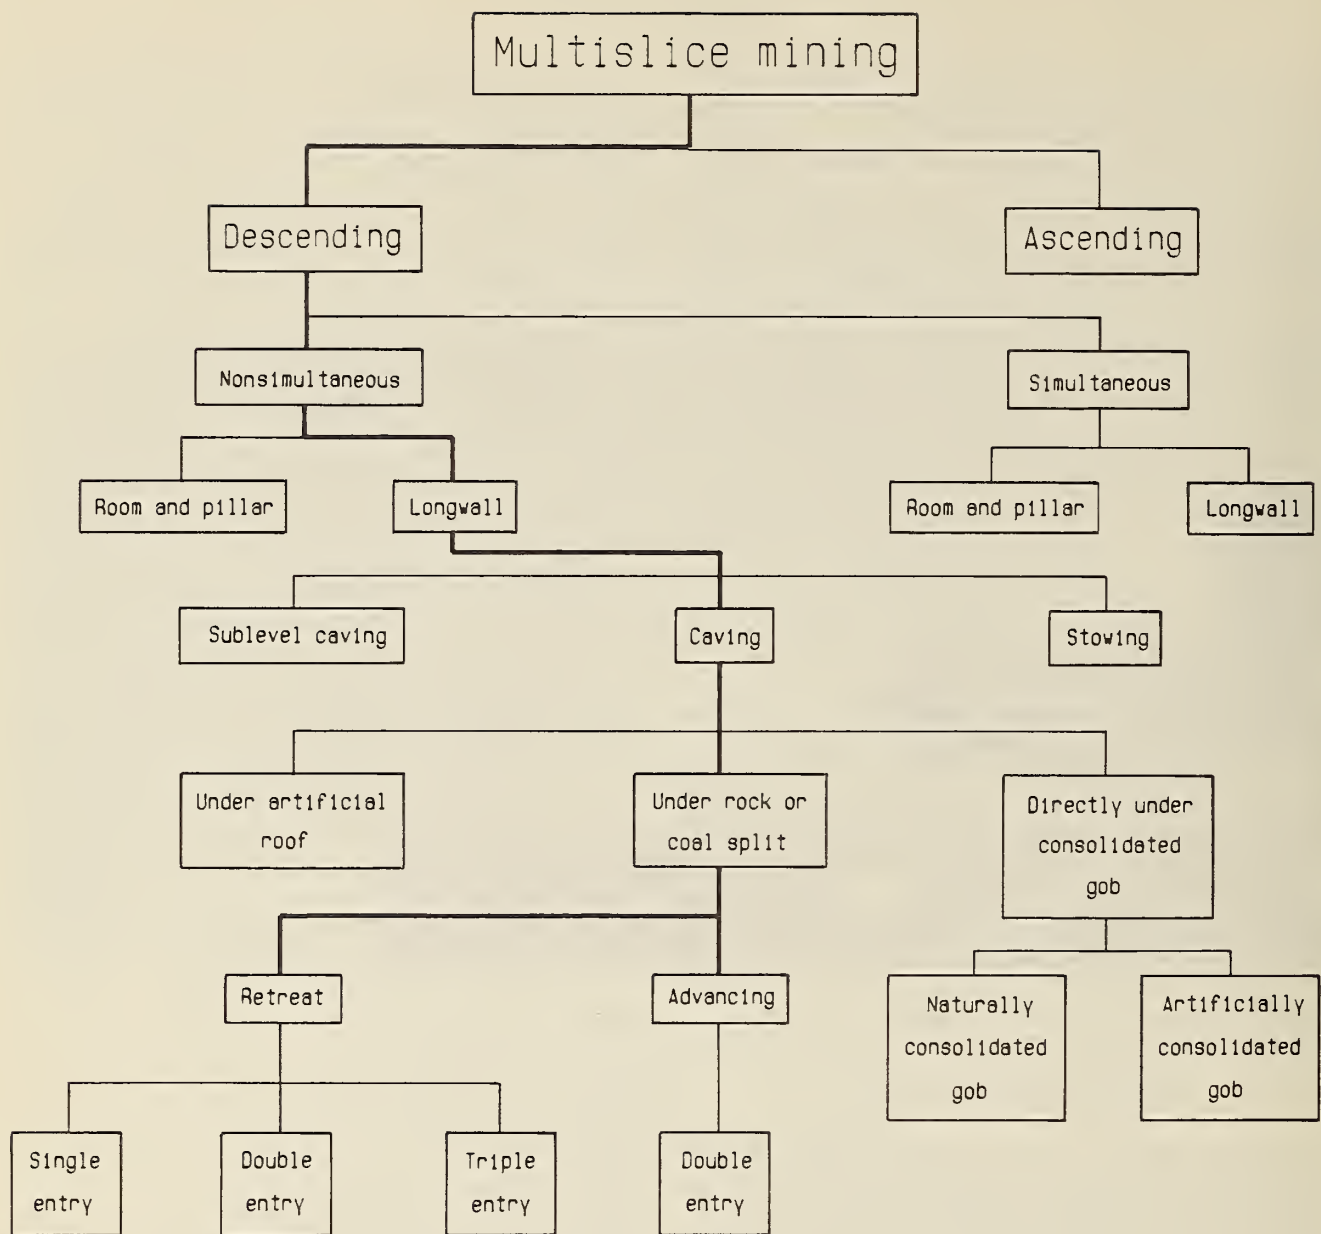 Multislice mining
Descending
Ascending
Nonsimultaneous
Simultaneous
Room and pillar
Longwall
Room and pillar
Longwall
Sublevel caving
Caving
Stowing
Under artificial
roof
Under rock or
coal split
Directly under
consolidated
gob
Retreat
Advancing
Naturally
consolidated
gob
Artificially
consolidated
gob
Single
entry
Double
entry
Triple
entry
Double
entry